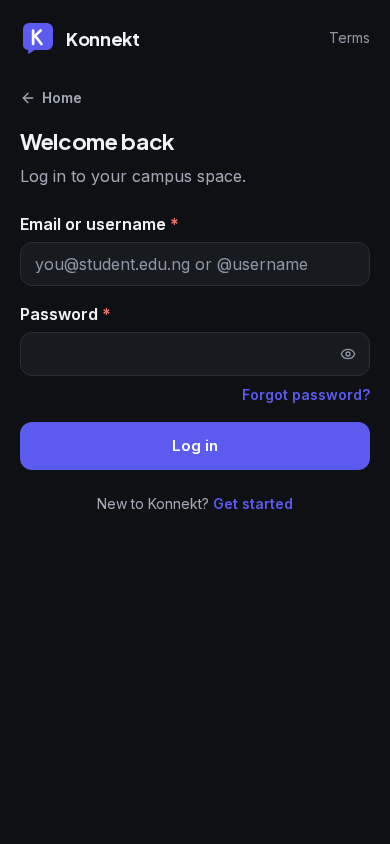 Konnekt
Terms
Home
Welcome back
Log in to your campus space.
Email or username *
you@student.edu.ng or @username
Password *
Forgot password?
Log in
New to Konnekt? Get started